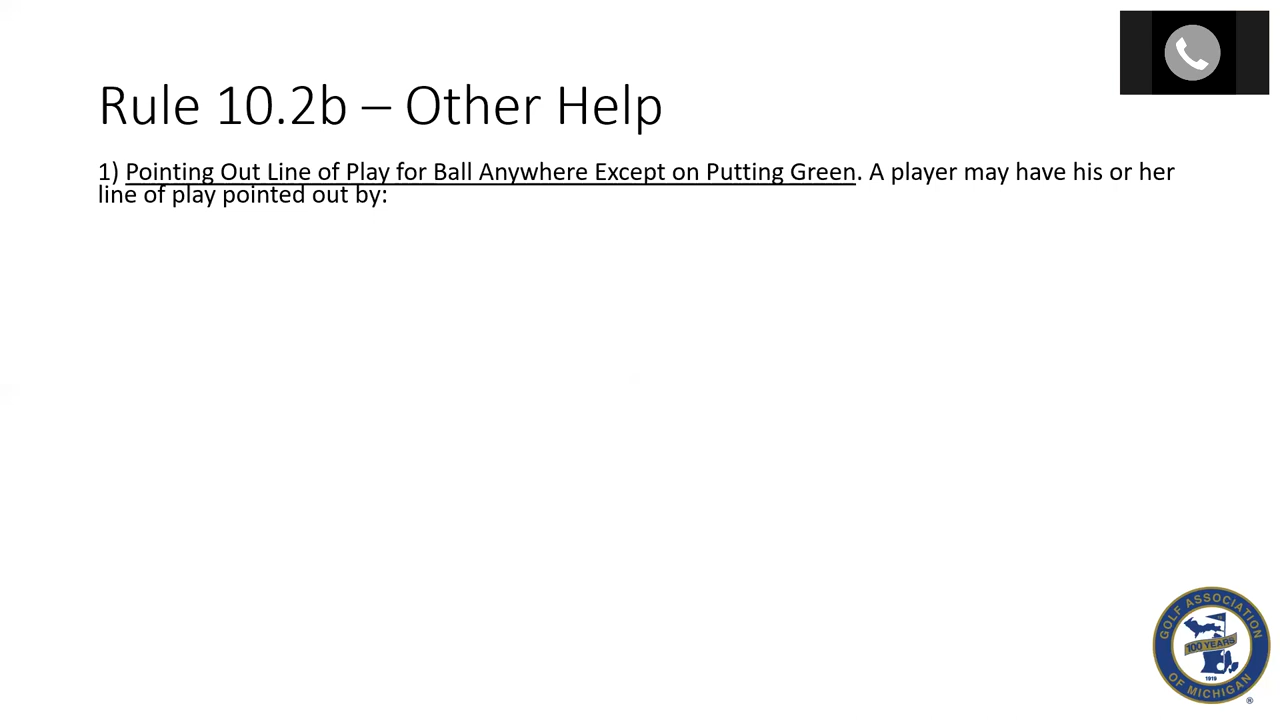 Rule 10.2b – Other Help
1) Pointing Out Line of Play for Ball Anywhere Except on Putting Green. A player may have his or her
line of play pointed out by:
GOLF ASSOCIATION
100 YEARS
1919
OF MICHIGAN
®